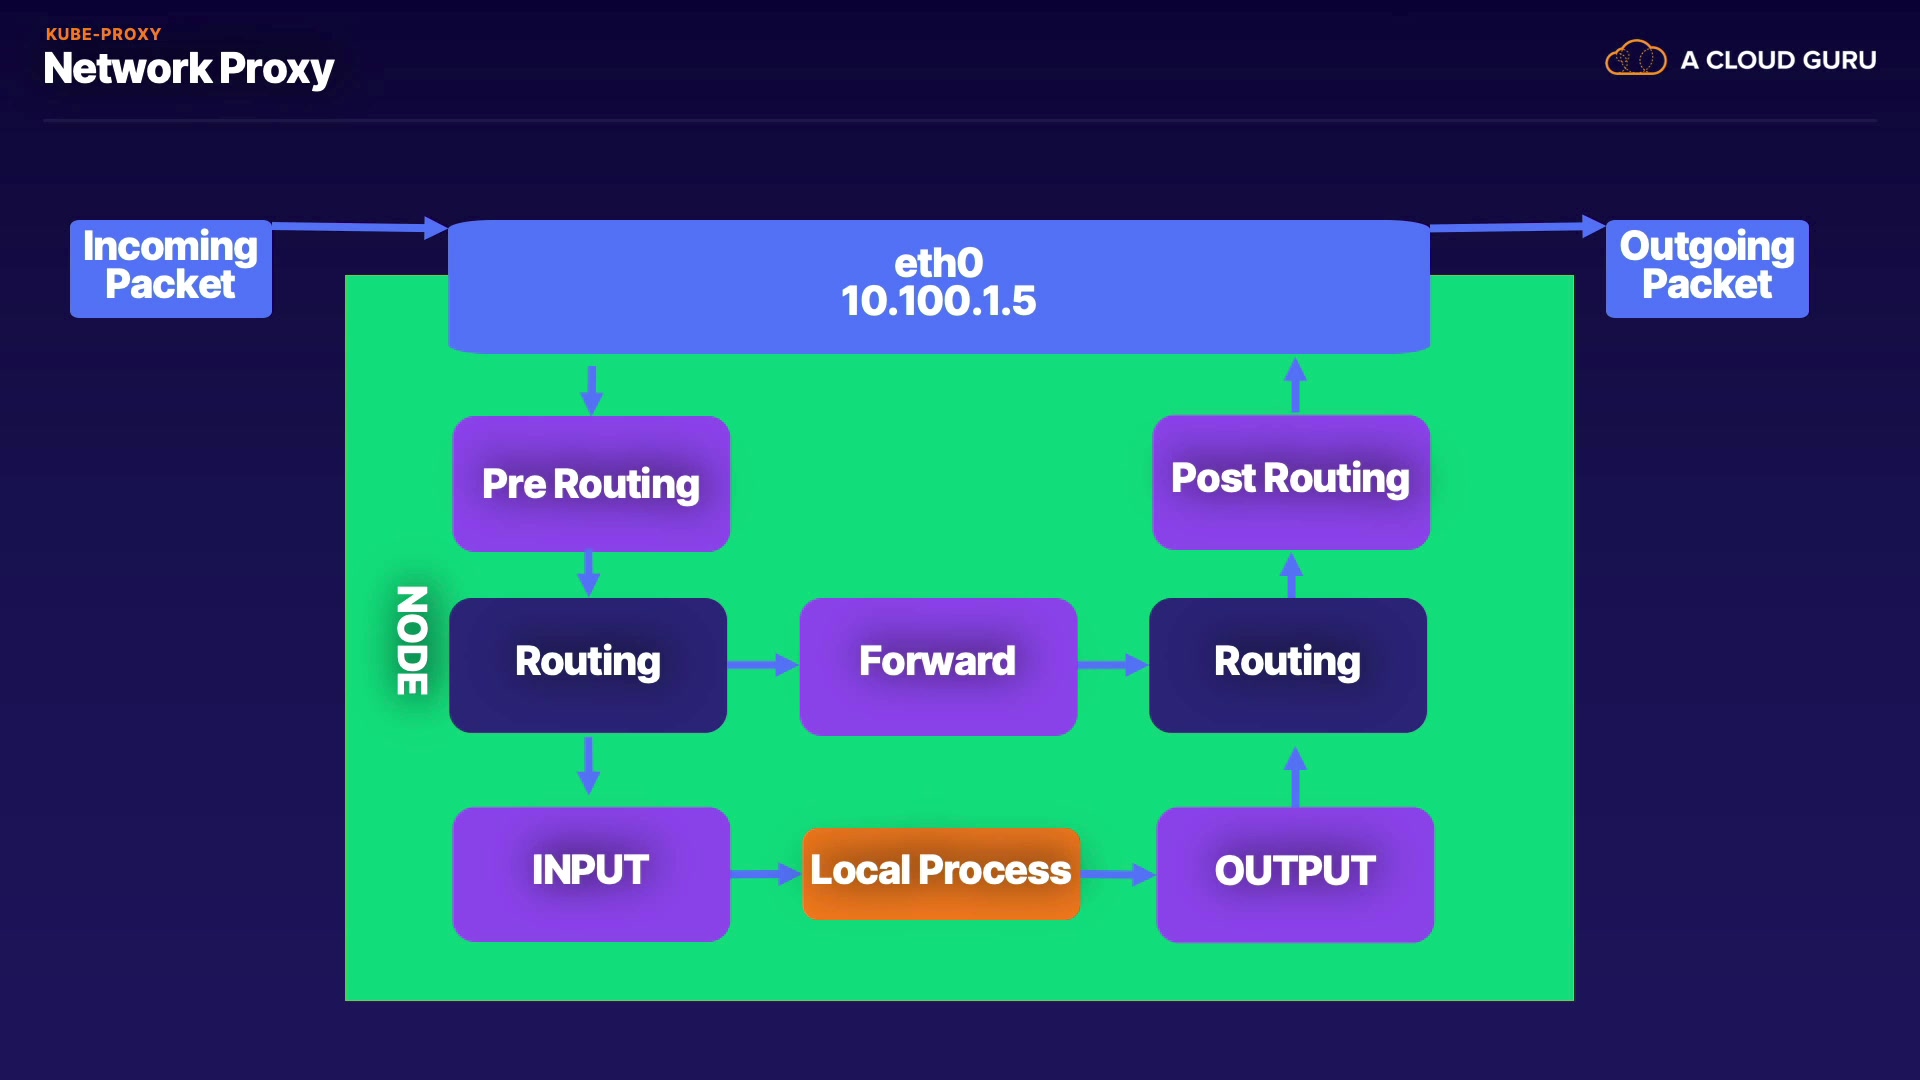 KUBE-PROXY
Network Proxy
A CLOUD GURU
Incoming
Packet
eth0
10.100.1.5
Outgoing
Packet
Pre Routing
Post Routing
NODE
Routing
Forward
Routing
INPUT
Local Process
OUTPUT